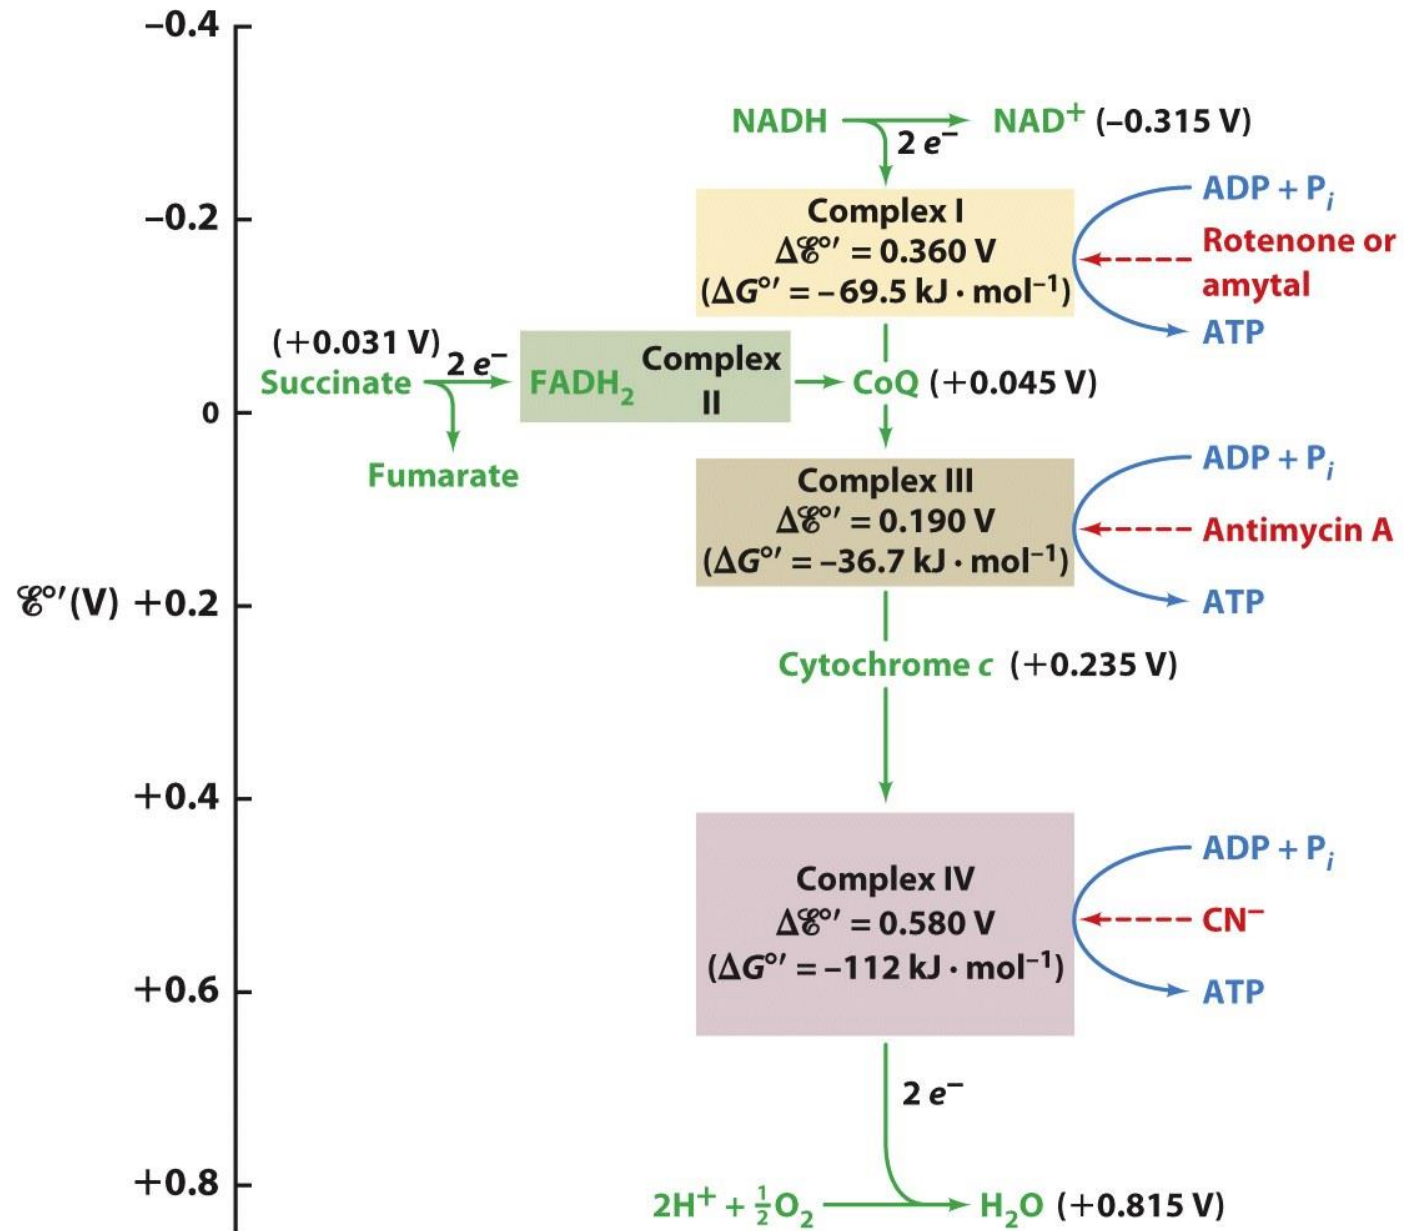 –0.4
NADH
NAD⁺ (–0.315 V)
2 e⁻
ADP + Pᵢ
–0.2
Complex I
Δℰ°′ = 0.360 V
(ΔG°′ = –69.5 kJ · mol⁻¹)
Rotenone or
amytal
ATP
(+0.031 V)
2 e⁻
Succinate
FADH₂
Complex
II
CoQ (+0.045 V)
0
Fumarate
ADP + Pᵢ
Complex III
Δℰ°′ = 0.190 V
(ΔG°′ = –36.7 kJ · mol⁻¹)
Antimycin A
ATP
ℰ°′(V) +0.2
Cytochrome c (+0.235 V)
+0.4
ADP + Pᵢ
Complex IV
Δℰ°′ = 0.580 V
(ΔG°′ = –112 kJ · mol⁻¹)
CN⁻
ATP
+0.6
2 e⁻
+0.8
2H⁺ + ½O₂
H₂O (+0.815 V)